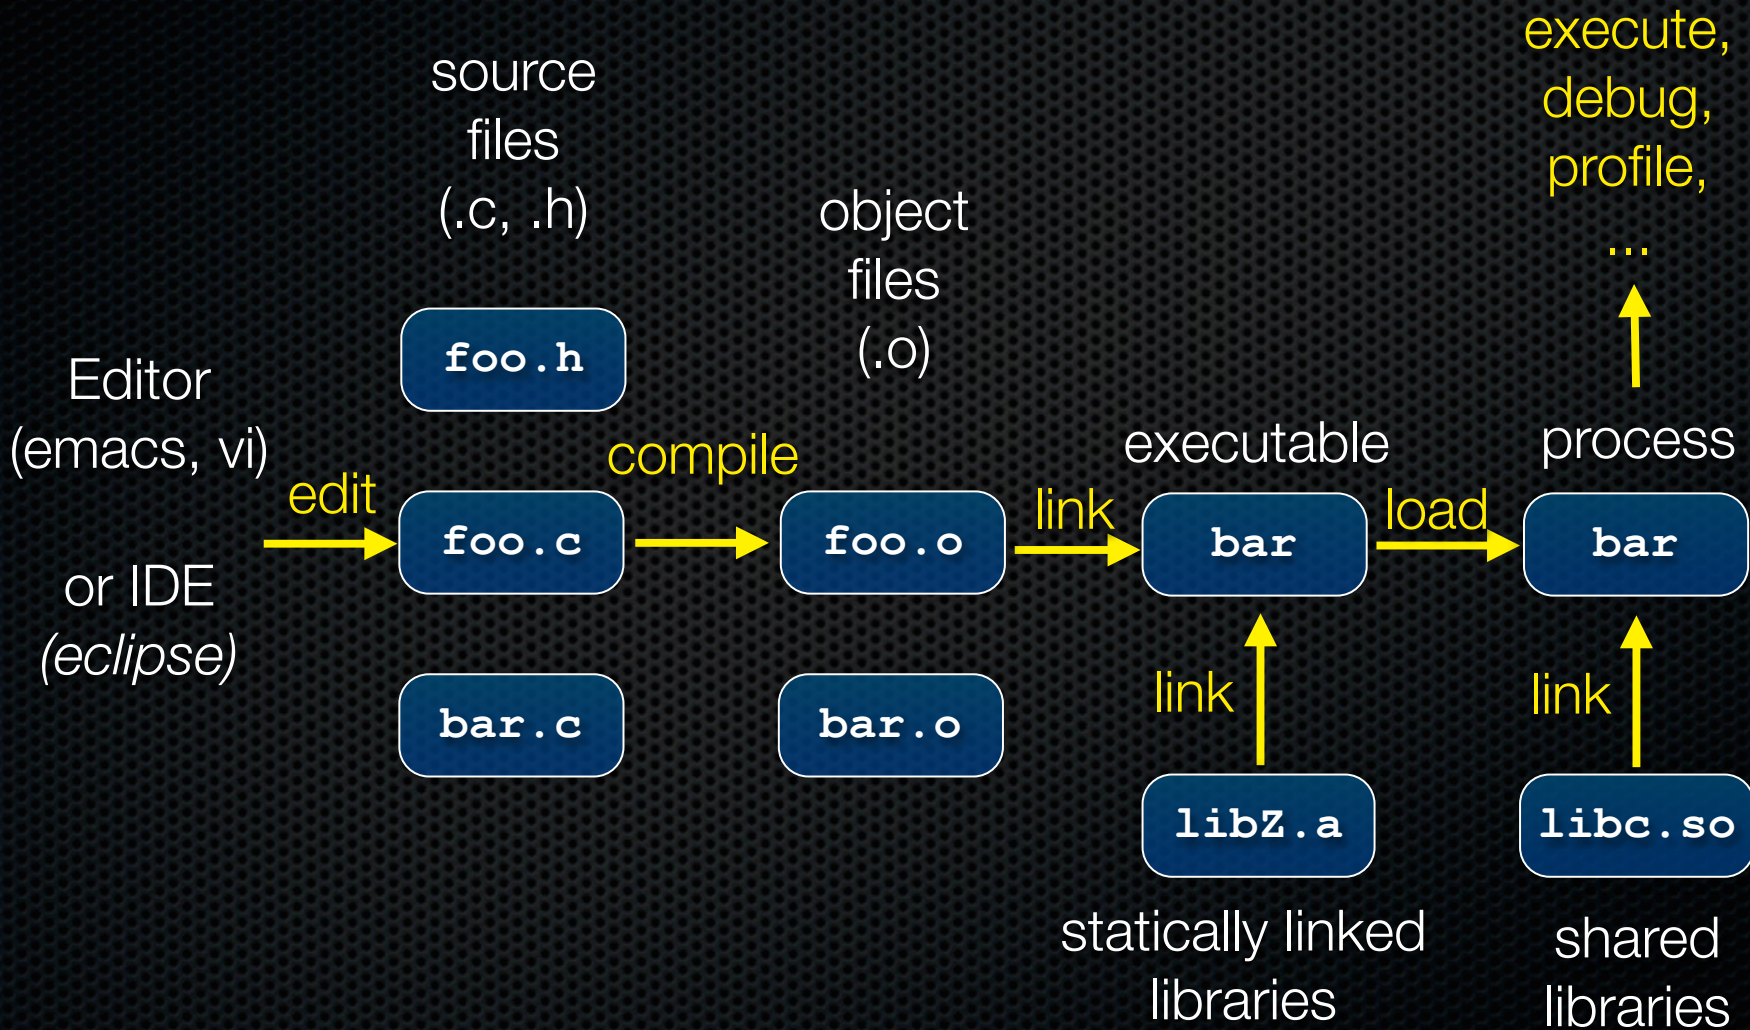 Editor
(emacs, vi)
or IDE
(eclipse)
edit
source
files
(.c, .h)
foo.h
foo.c
bar.c
compile
object
files
(.o)
foo.o
bar.o
link
executable
bar
link
libZ.a
statically linked
libraries
load
execute,
debug,
profile,
...
process
bar
link
libc.so
shared
libraries